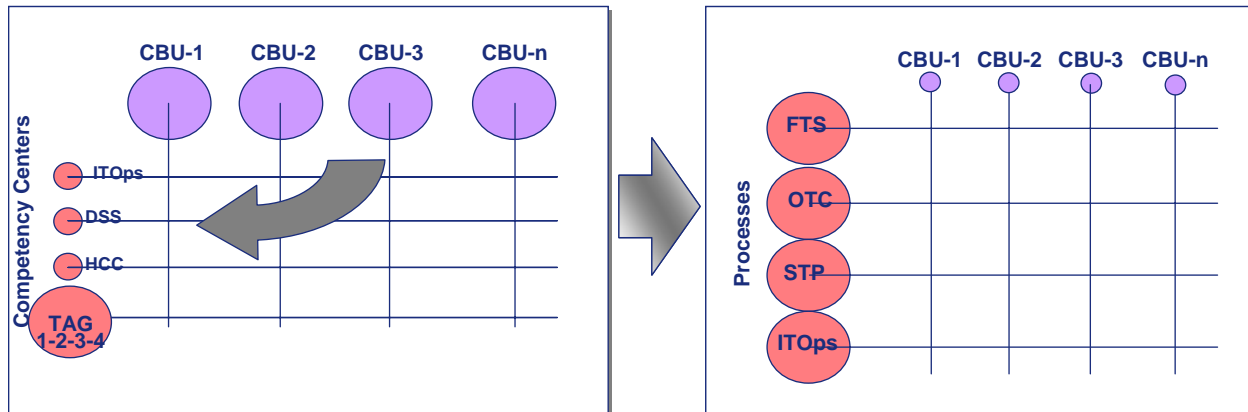 CBU-1 CBU-2 CBU-3 CBU-n
Competency Centers
ITOps
DSS
HCC
TAG
1-2-3-4
CBU-1 CBU-2 CBU-3 CBU-n
Processes
FTS
OTC
STP
ITOps